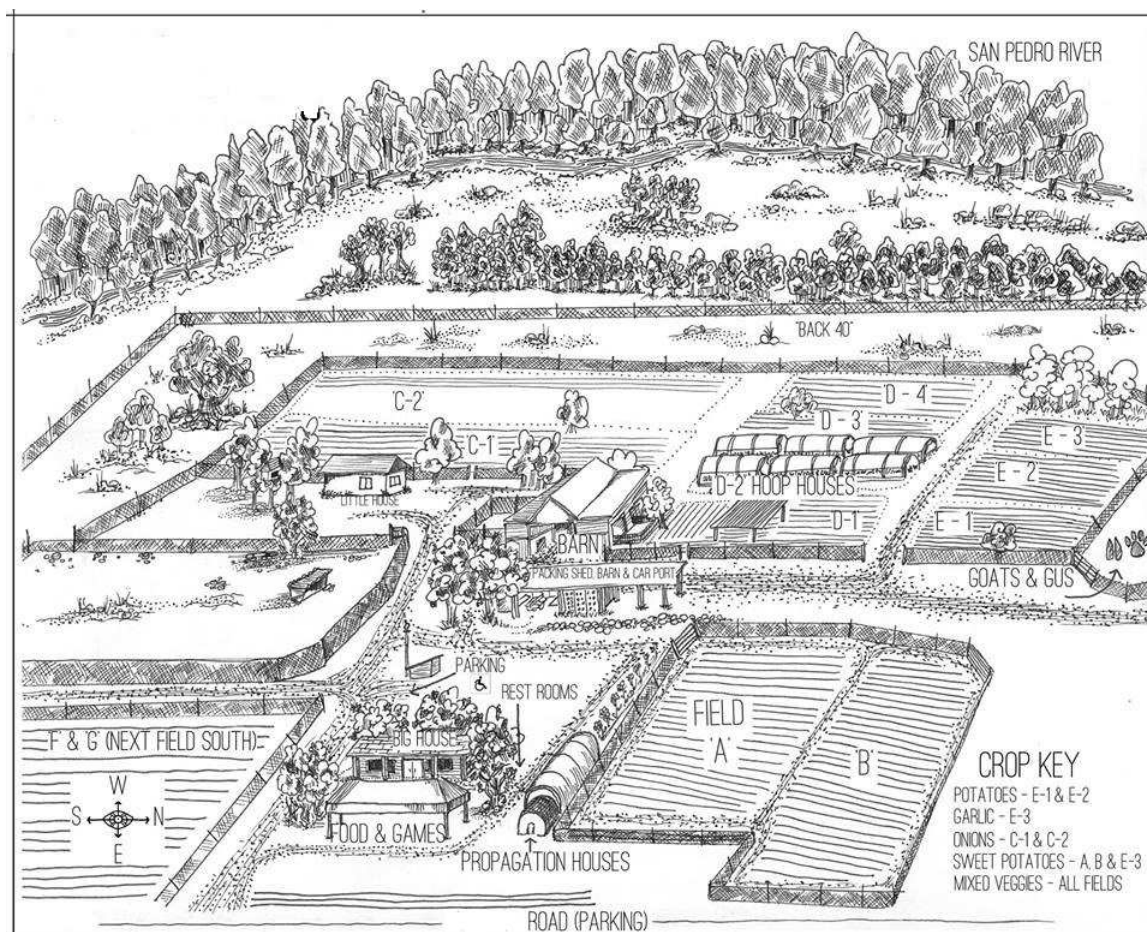 SAN PEDRO RIVER
"BACK 40"
'C-2'
'D - 4'
'D - 3
'C-1'
E - 3
E - 2
D-2' HOOP HOUSES
LITTLE HOUSE
'D-1'
E - 1
BARN
PACKING SHED, BARN & CAR PORT
GOATS & GUS
PARKING
REST ROOMS
FIELD
'A'
'B'
'F' & 'G' (NEXT FIELD SOUTH)
BIG HOUSE
W
S N
E
FOOD & GAMES
PROPAGATION HOUSES
CROP KEY
POTATOES - E-1 & E-2
GARLIC - E-3
ONIONS - C-1 & C-2
SWEET POTATOES - A, B & E-3
MIXED VEGGIES - ALL FIELDS
ROAD (PARKING)